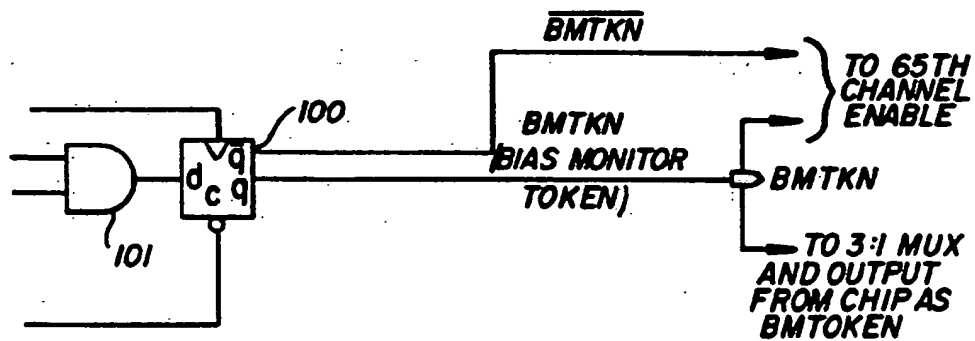 B̅M̅T̅K̅N̅
TO 65TH
CHANNEL
ENABLE
100
BMTKN
(BIAS MONITOR
TOKEN)
q̅
d
c
q
BMTKN
101
TO 3:1 MUX
AND OUTPUT
FROM CHIP AS
BMTOKEN